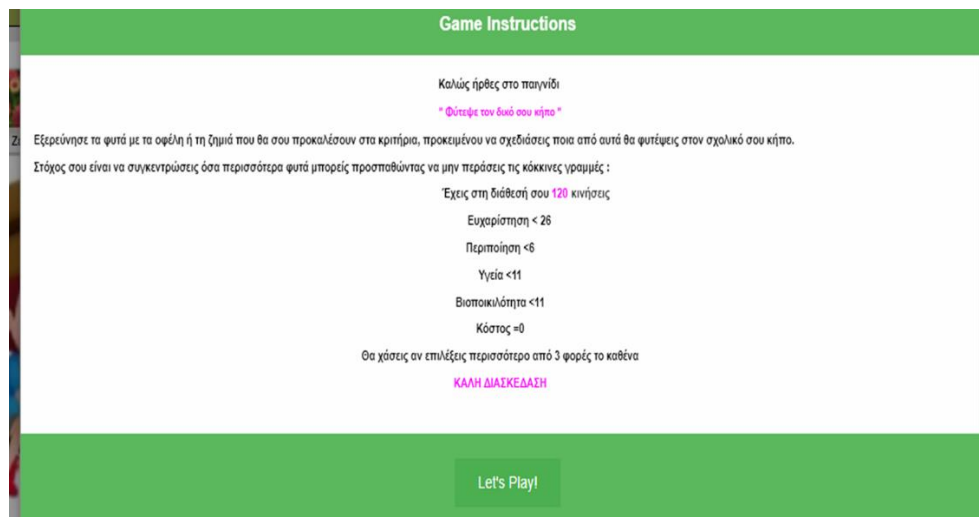 Game Instructions
Καλώς ήρθες στο παιγνίδι
" Φύτεψε τον δικό σου κήπο "
Εξερεύνησε τα φυτά με τα οφέλη ή τη ζημιά που θα σου προκαλέσουν στα κριτήρια, προκειμένου να σχεδιάσεις ποια από αυτά θα φυτέψεις στον σχολικό σου κήπο.
Στόχος σου είναι να συγκεντρώσεις όσα περισσότερα φυτά μπορείς προσπαθώντας να μην περάσεις τις κόκκινες γραμμές :
Έχεις στη διάθεσή σου 120 κινήσεις
Ευχαρίστηση < 26
Περιποίηση <6
Υγεία <11
Βιοποικιλότητα <11
Κόστος =0
Θα χάσεις αν επιλέξεις περισσότερο από 3 φορές το καθένα
ΚΑΛΗ ΔΙΑΣΚΕΔΑΣΗ
Let's Play!